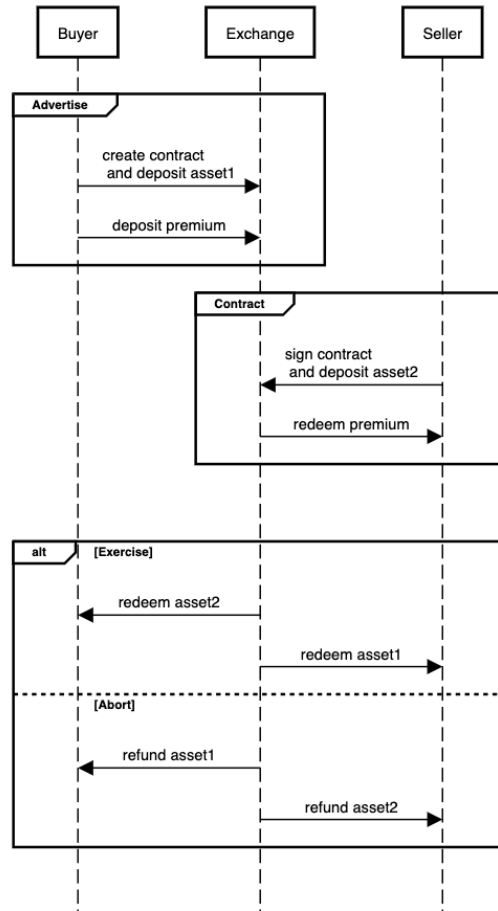 Buyer
Exchange
Seller
Advertise
create contract
and deposit asset1
deposit premium
Contract
sign contract
and deposit asset2
redeem premium
alt
[Exercise]
redeem asset2
redeem asset1
[Abort]
refund asset1
refund asset2